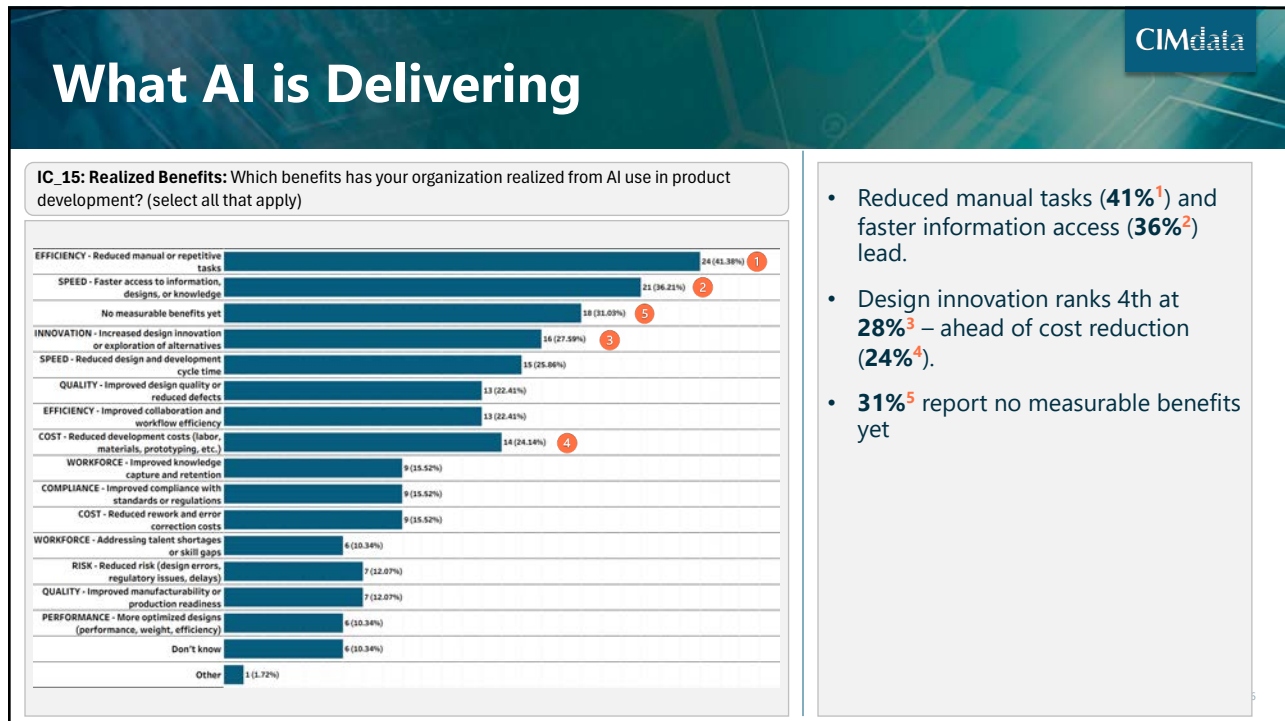 CIMdata
What AI is Delivering
IC_15: Realized Benefits: Which benefits has your organization realized from AI use in product
development? (select all that apply)
EFFICIENCY - Reduced manual or repetitive
tasks
24 (41.38%) 1
SPEED - Faster access to information,
designs, or knowledge
21 (36.21%) 2
No measurable benefits yet
18 (31.03%) 5
INNOVATION - Increased design innovation
or exploration of alternatives
16 (27.59%) 3
SPEED - Reduced design and development
cycle time
15 (25.86%)
QUALITY - Improved design quality or
reduced defects
13 (22.41%)
EFFICIENCY - Improved collaboration and
workflow efficiency
13 (22.41%)
COST - Reduced development costs (labor,
materials, prototyping, etc.)
14 (24.14%) 4
WORKFORCE - Improved knowledge
capture and retention
9 (15.52%)
COMPLIANCE - Improved compliance with
standards or regulations
9 (15.52%)
COST - Reduced rework and error
correction costs
9 (15.52%)
WORKFORCE - Addressing talent shortages
or skill gaps
6 (10.34%)
RISK - Reduced risk (design errors,
regulatory issues, delays)
7 (12.07%)
QUALITY - Improved manufacturability or
production readiness
7 (12.07%)
PERFORMANCE - More optimized designs
(performance, weight, efficiency)
6 (10.34%)
Don't know
6 (10.34%)
Other
1 (1.72%)
• Reduced manual tasks (41%1) and
faster information access (36%2)
lead.
• Design innovation ranks 4th at
28%3 – ahead of cost reduction
(24%4).
• 31%5 report no measurable benefits
yet